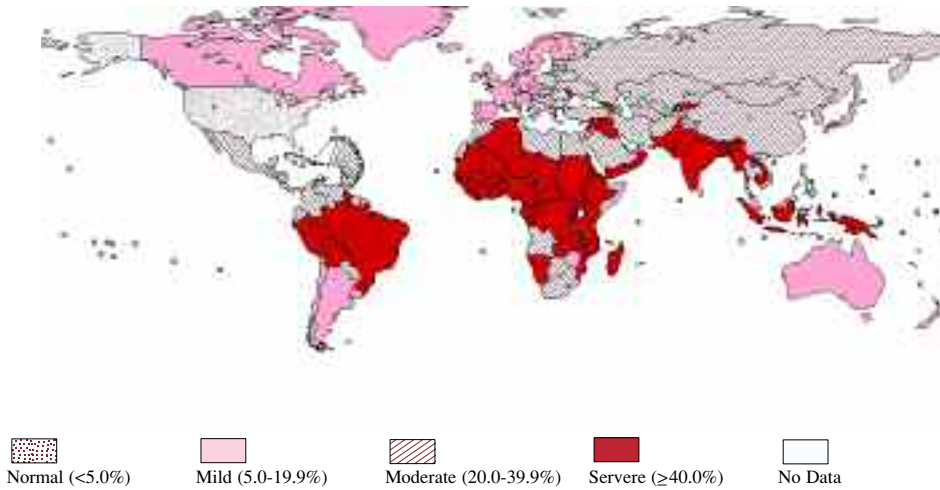 Normal (<5.0%)
Mild (5.0-19.9%)
Moderate (20.0-39.9%)
Servere (≥40.0%)
No Data